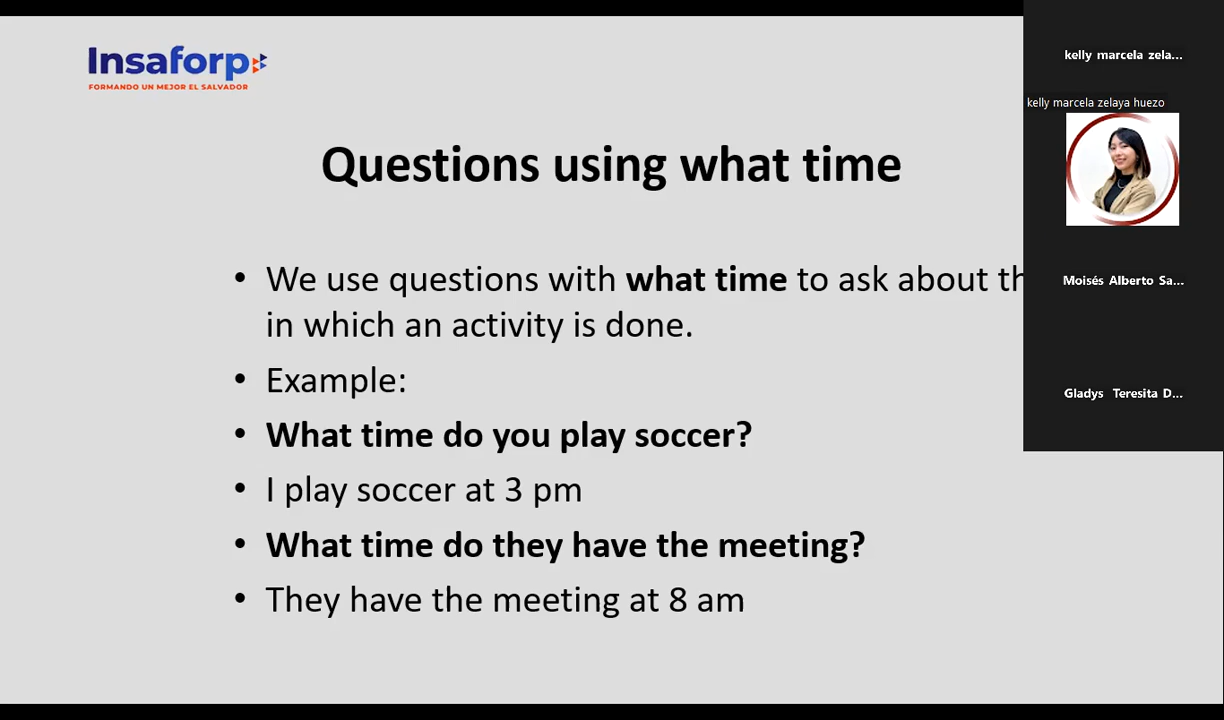 Insaforp
FORMANDO UN MEJOR EL SALVADOR
Questions using what time
• We use questions with what time to ask about
in which an activity is done.
• Example:
• What time do you play soccer?
• I play soccer at 3 pm
• What time do they have the meeting?
• They have the meeting at 8 am
kelly marcela zela...
kelly marcela zelaya huezo
Moisés Alberto Sa...
Gladys Teresita D...